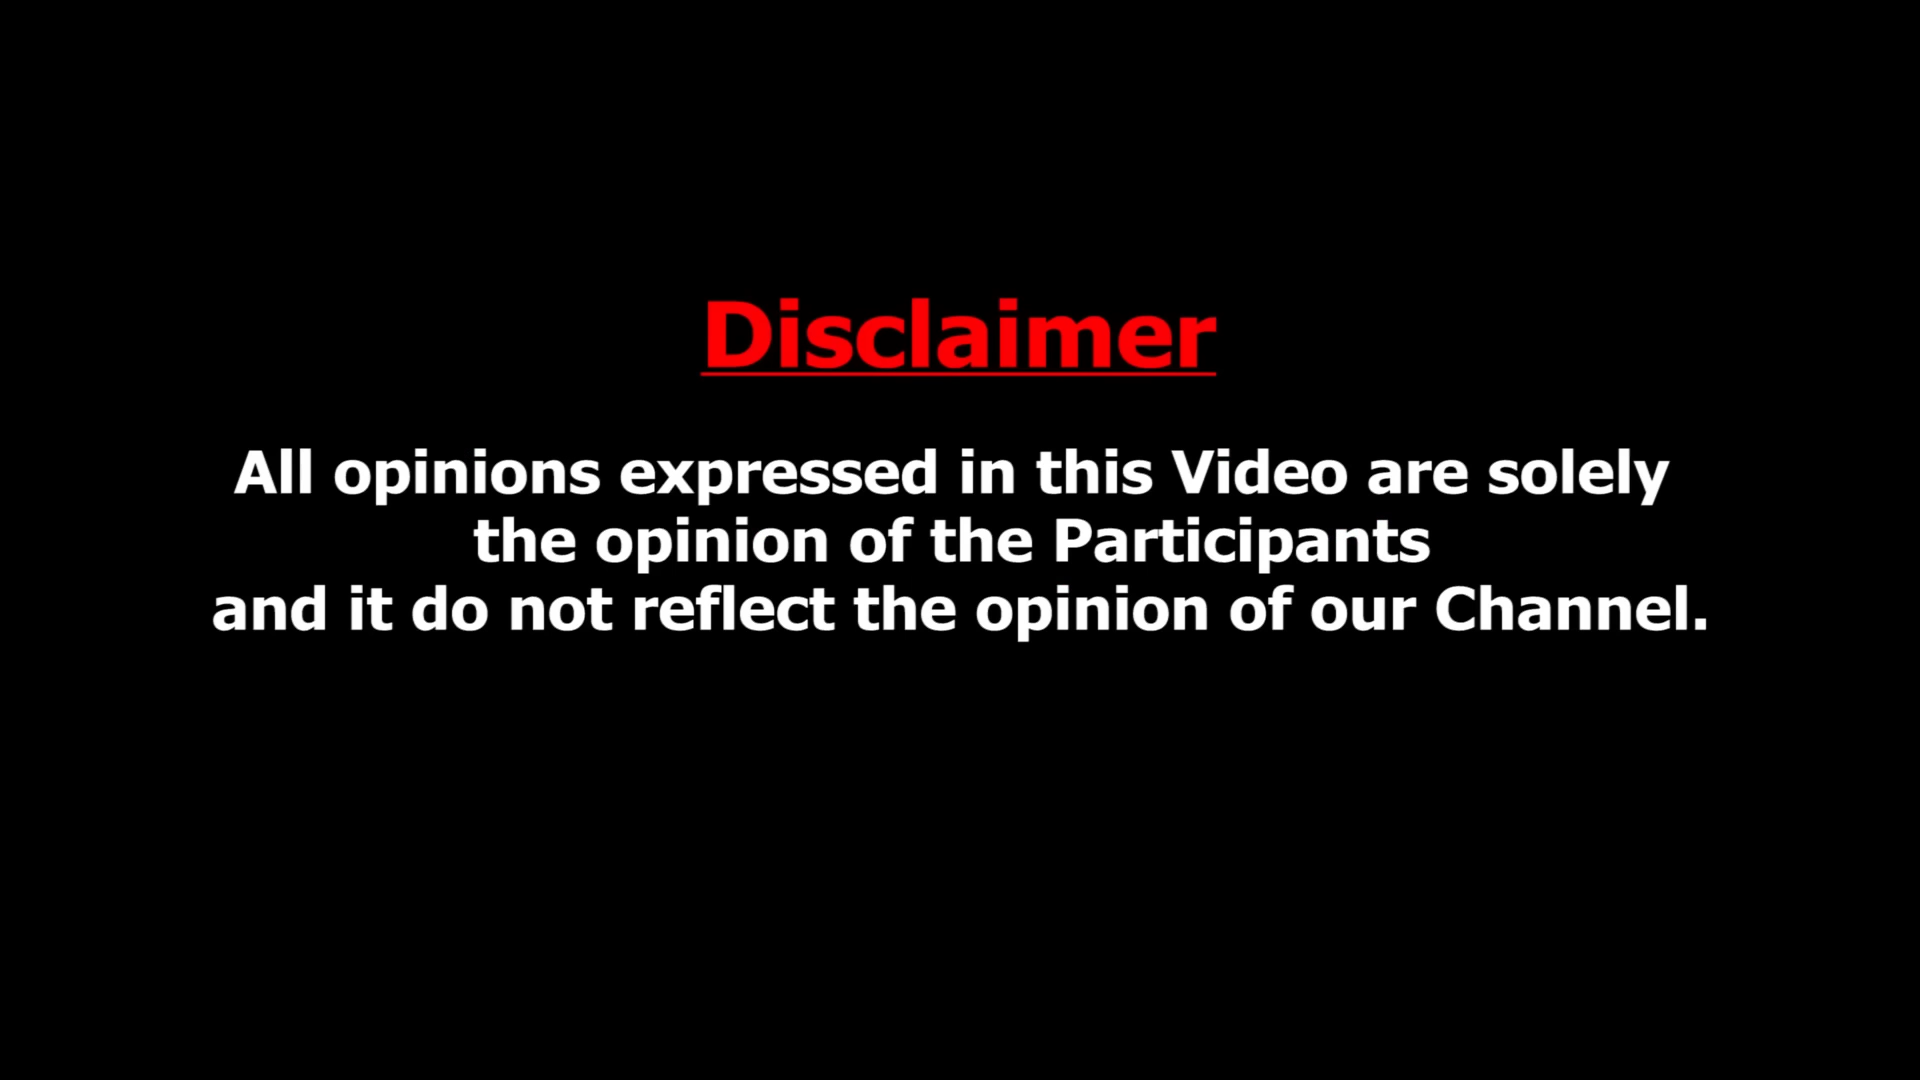 Disclaimer
All opinions expressed in this Video are solely
the opinion of the Participants
and it do not reflect the opinion of our Channel.